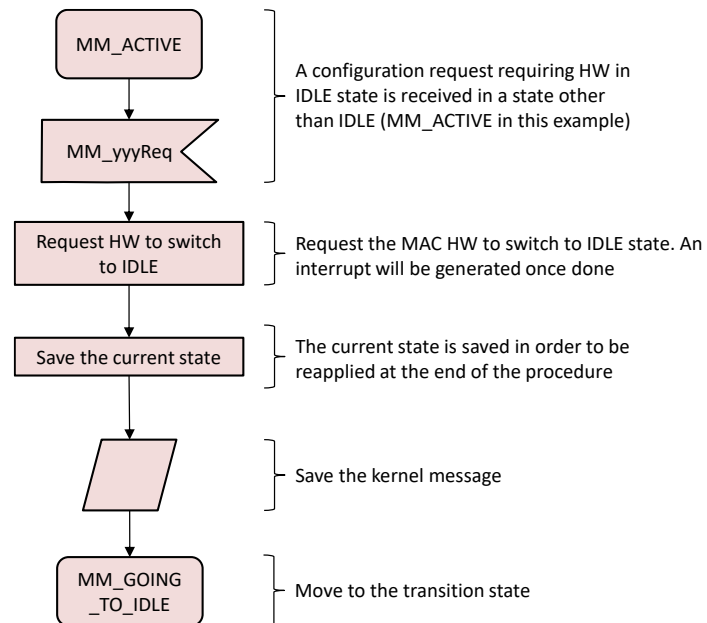 MM_ACTIVE
A configuration request requiring HW in
IDLE state is received in a state other
than IDLE (MM_ACTIVE in this example)
MM_yyyReq
Request HW to switch
to IDLE
Request the MAC HW to switch to IDLE state. An
interrupt will be generated once done
Save the current state
The current state is saved in order to be
reapplied at the end of the procedure
Save the kernel message
MM_GOING
_TO_IDLE
Move to the transition state